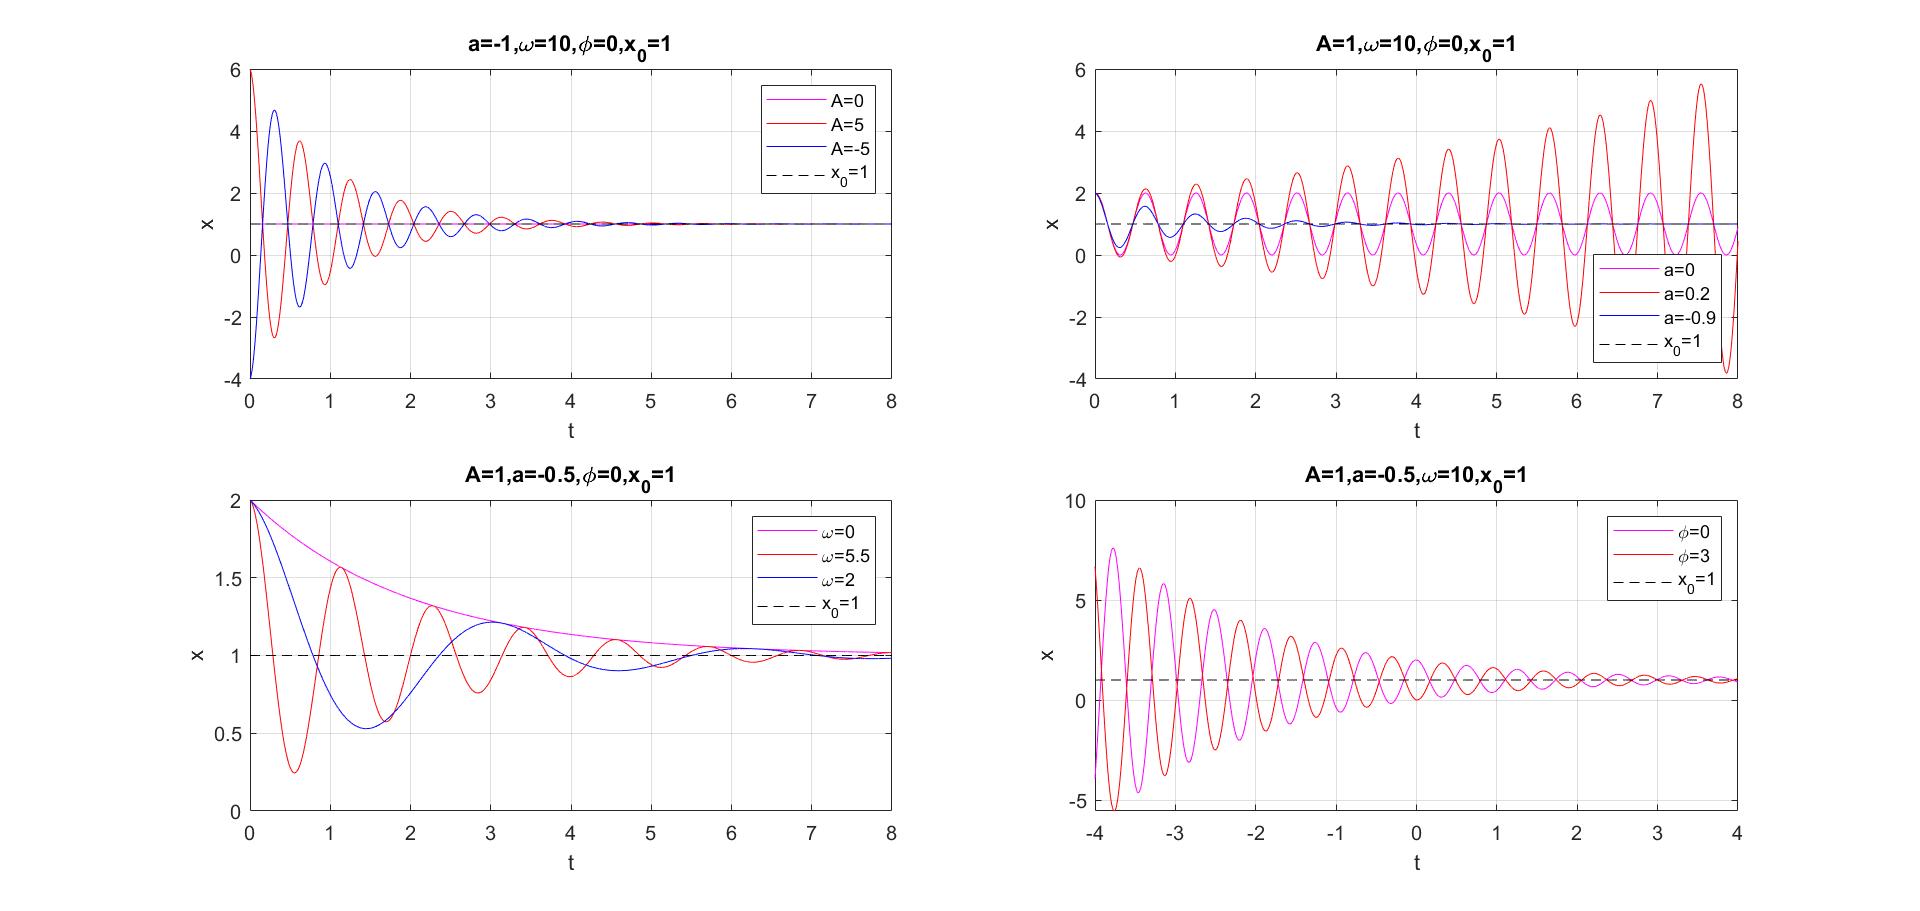 a=-1,ω=10,ϕ=0,x₀=1
6
4
2
0
-2
-4
x
0 1 2 3 4 5 6 7 8
t
A=0
A=5
A=-5
x₀=1
A=1,ω=10,ϕ=0,x₀=1
6
4
2
0
-2
-4
x
0 1 2 3 4 5 6 7 8
t
a=0
a=0.2
a=-0.9
x₀=1
A=1,a=-0.5,ϕ=0,x₀=1
2
1.5
1
0.5
0
x
0 1 2 3 4 5 6 7 8
t
ω=0
ω=5.5
ω=2
x₀=1
A=1,a=-0.5,ω=10,x₀=1
10
5
0
-5
x
-4 -3 -2 -1 0 1 2 3 4
t
ϕ=0
ϕ=3
x₀=1